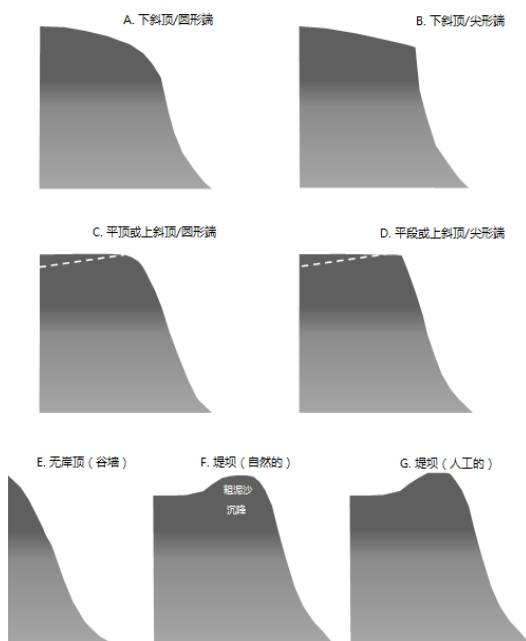 A. 下斜顶/圆形端
B. 下斜顶/尖形端
C. 平顶或上斜顶/圆形端
D. 平段或上斜顶/尖形端
E. 无岸顶（谷墙）
F. 堤坝（自然的）
G. 堤坝（人工的）
粗泥沙
沉降